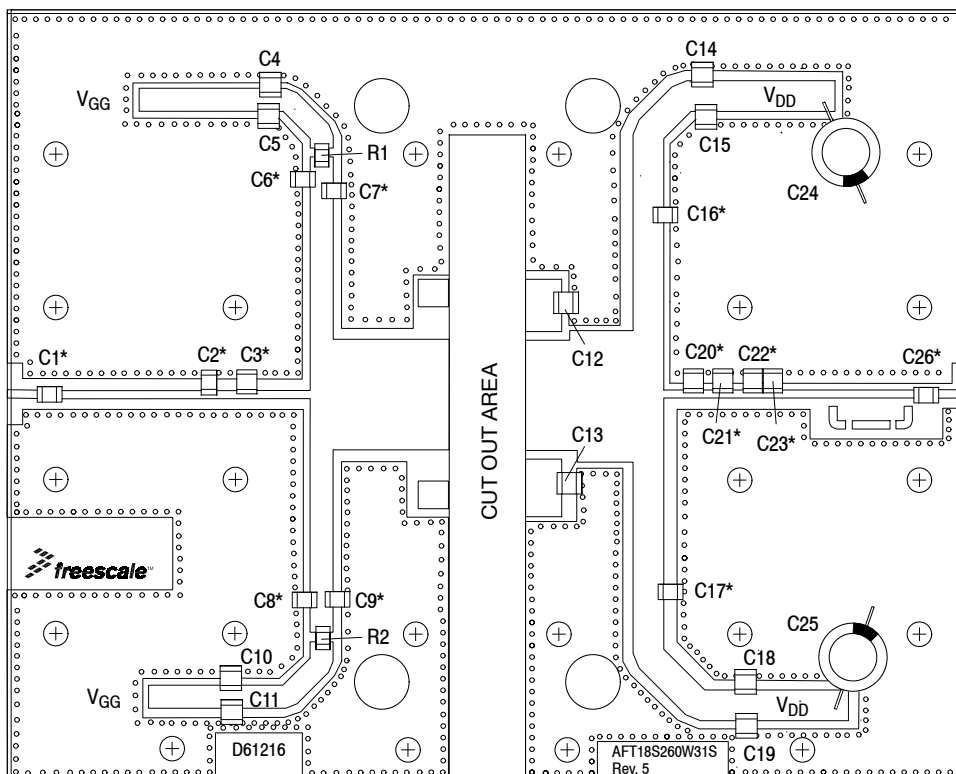 C4
C14
VGG
VDD
C5
C15
R1
C6*
C7*
C24
C16*
C12
C1*
C2*
C3*
C20*
C22*
C26*
CUT OUT AREA
C21*
C23*
C13
freescale™
C8*
C9*
C17*
R2
C25
C10
C18
VGG
C11
VDD
C19
D61216
AFT18S260W31S
Rev. 5